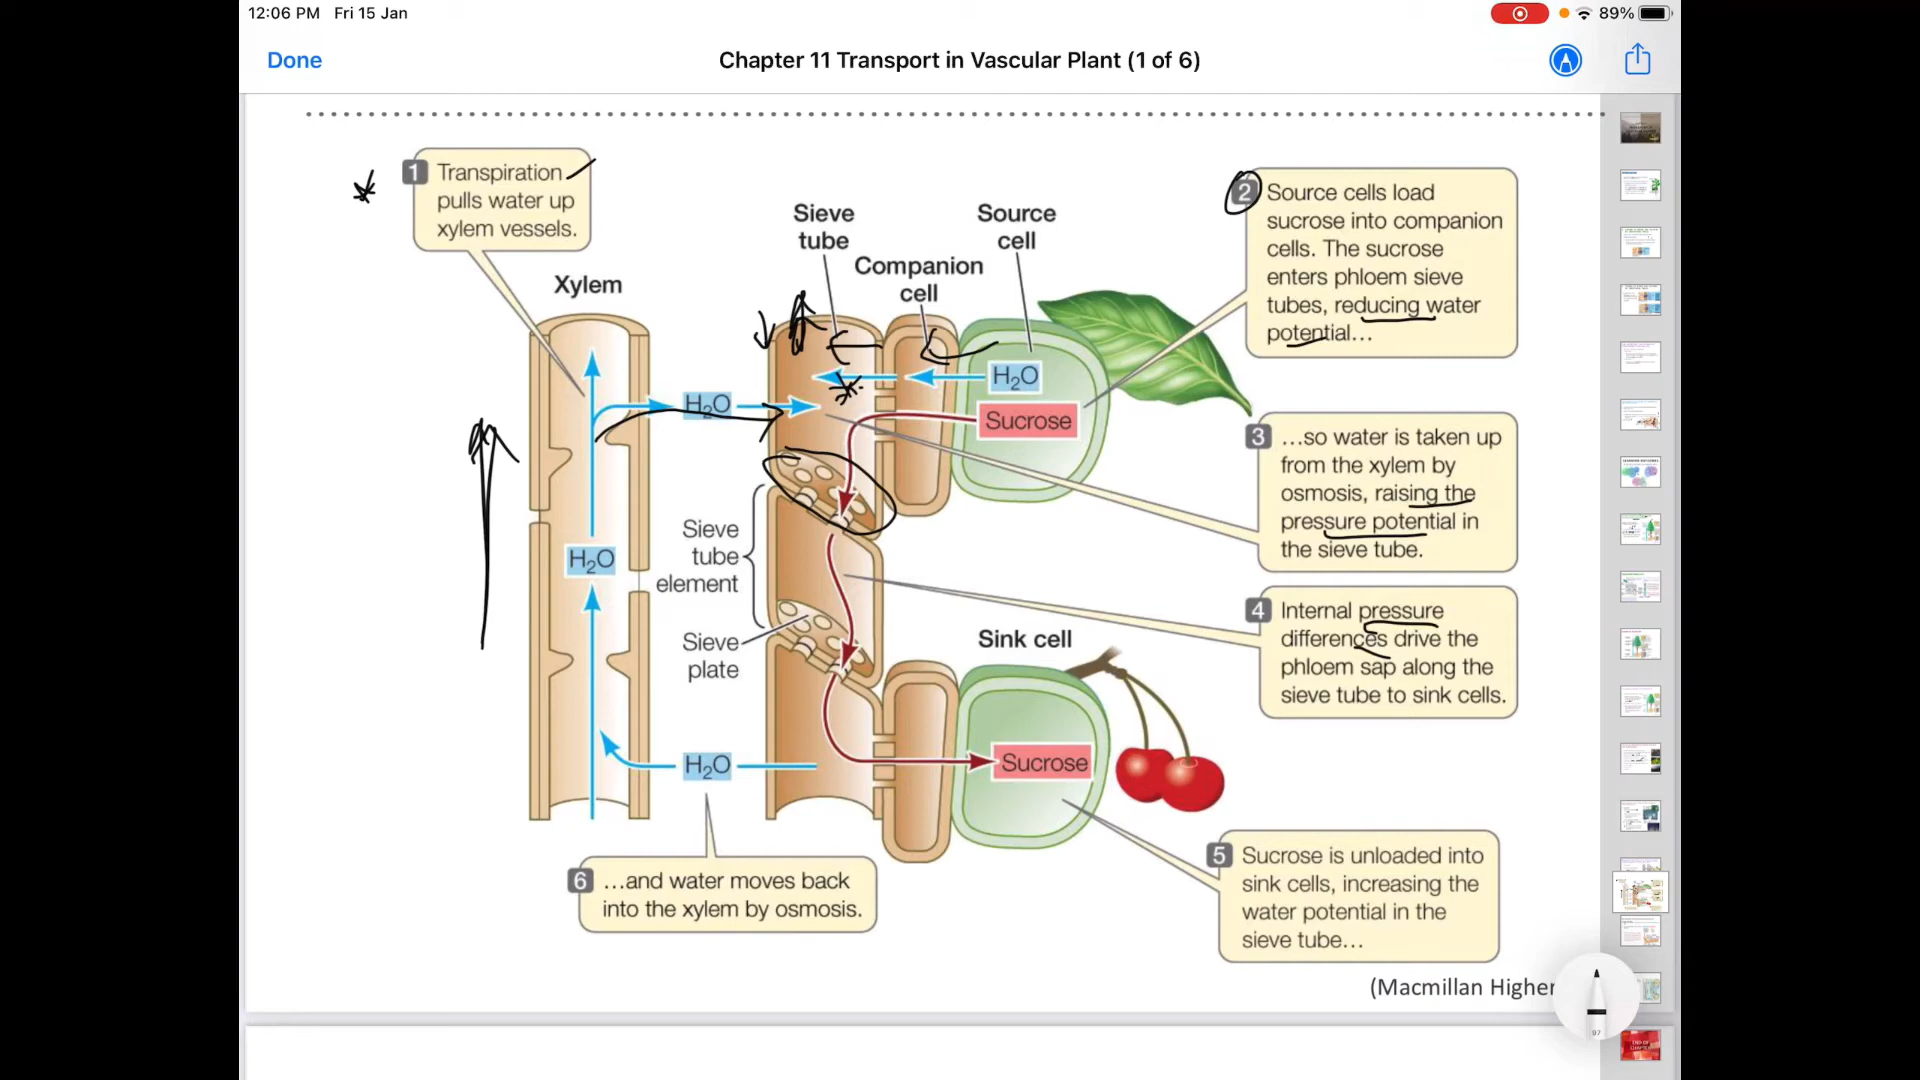 12:06 PM Fri 15 Jan
89%
Done
Chapter 11 Transport in Vascular Plant (1 of 6)
1 Transpiration
pulls water up
xylem vessels.
Xylem
Sieve
tube
Companion
cell
Source
cell
2 Source cells load
sucrose into companion
cells. The sucrose
enters phloem sieve
tubes, reducing water
potential…
H₂O
H₂O
Sucrose
3 …so water is taken up
from the xylem by
osmosis, raising the
pressure potential in
the sieve tube.
H₂O
Sieve
tube
element
Sieve
plate
4 Internal pressure
differences drive the
phloem sap along the
sieve tube to sink cells.
Sink cell
H₂O
Sucrose
5 Sucrose is unloaded into
sink cells, increasing the
water potential in the
sieve tube…
6 …and water moves back
into the xylem by osmosis.
(Macmillan Higher
97